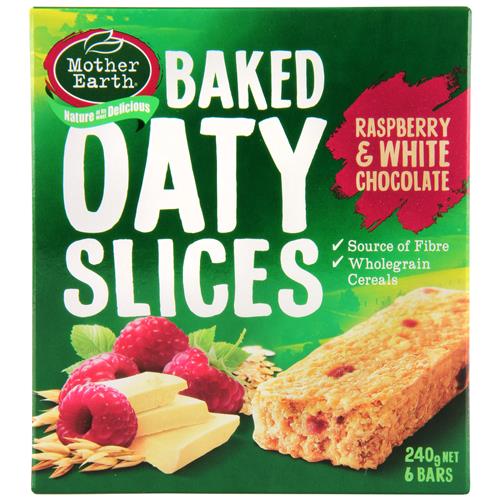 Mother
Earth
Nature at its most Delicious
BAKED
OATY
SLICES
RASPBERRY
& WHITE
CHOCOLATE
✓ Source of Fibre
✓ Wholegrain
Cereals
240g NET
6 BARS